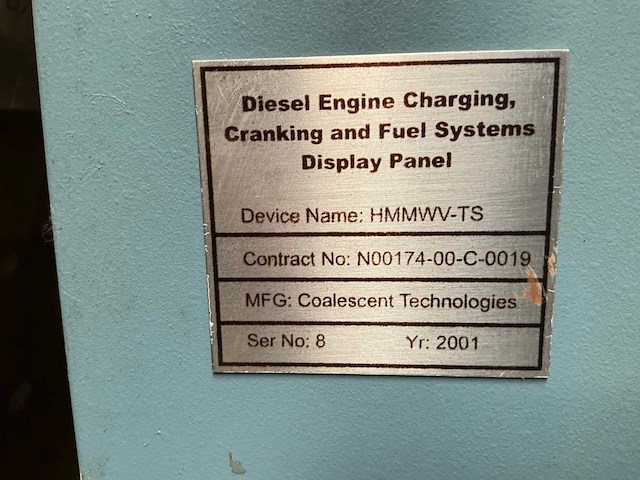 Diesel Engine Charging,
Cranking and Fuel Systems
Display Panel
Device Name: HMMWV-TS
Contract No: N00174-00-C-0019
MFG: Coalescent Technologies
Ser No: 8 Yr: 2001